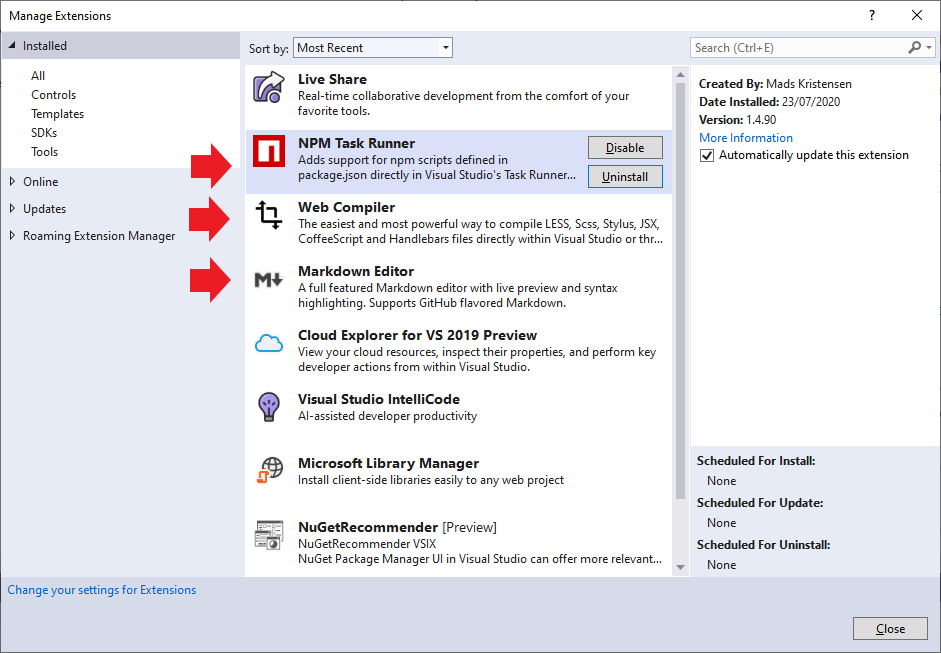 Manage Extensions
?
Installed
All
Controls
Templates
SDKs
Tools
Online
Updates
Roaming Extension Manager
Sort by: Most Recent
Live Share
Real-time collaborative development from the comfort of your
favorite tools.
NPM Task Runner
Adds support for npm scripts defined in
package.json directly in Visual Studio's Task Runner...
Disable
Uninstall
Web Compiler
The easiest and most powerful way to compile LESS, Scss, Stylus, JSX,
CoffeeScript and Handlebars files directly within Visual Studio or thr...
M
Markdown Editor
A full featured Markdown editor with live preview and syntax
highlighting. Supports GitHub flavored Markdown.
Cloud Explorer for VS 2019 Preview
View your cloud resources, inspect their properties, and perform key
developer actions from within Visual Studio.
Visual Studio IntelliCode
AI-assisted developer productivity
Microsoft Library Manager
Install client-side libraries easily to any web project
NuGetRecommender [Preview]
NuGetRecommender VSIX
NuGet Package Manager UI in Visual Studio can offer more relevant...
Search (Ctrl+E)
Created By: Mads Kristensen
Date Installed: 23/07/2020
Version: 1.4.90
More Information
Automatically update this extension
Scheduled For Install:
None
Scheduled For Update:
None
Scheduled For Uninstall:
None
Change your settings for Extensions
Close